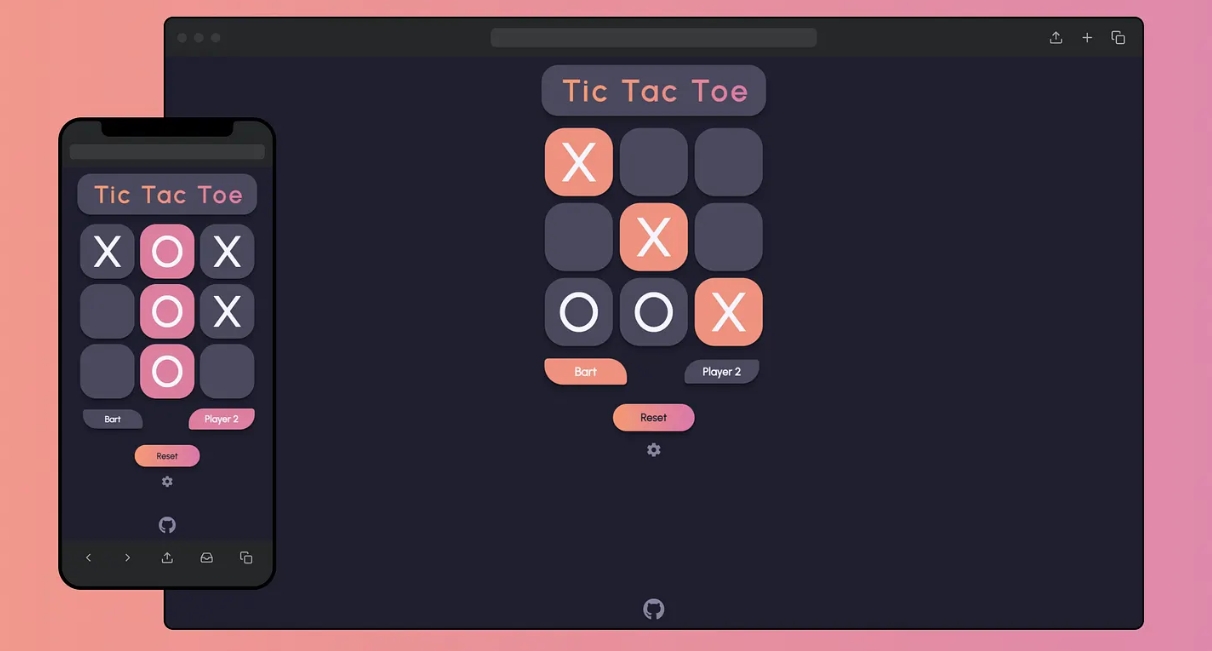 Tic Tac Toe
X O X
O X
O
Bart Player 2
Reset
Tic Tac Toe
X
X
O O X
Bart Player 2
Reset